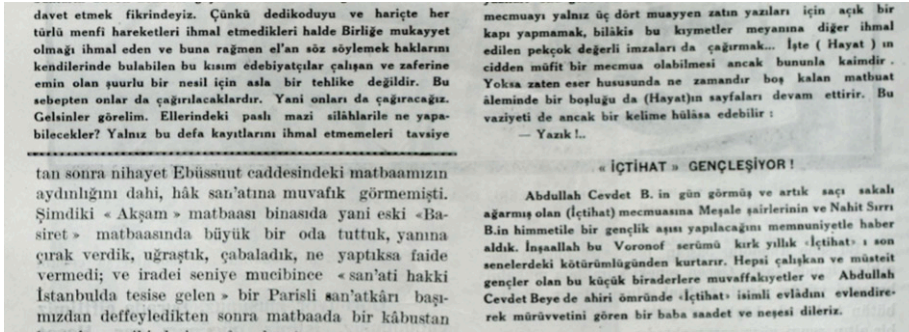 davet etmek fikrindeyiz. Çünkü dedikoduyu ve hariçte her
türlü menfi hareketleri ihmal etmedikleri halde Birliğe mukayyet
olmağı ihmal eden ve buna rağmen el'an söz söylemek haklarını
kendilerinde bulabilen bu kısım edebiyatçılar çalışan ve zaferine
emin olan şuurlu bir nesil için asla bir tehlike değildir. Bu
sebepten onlar da çağırılacaklardır. Yani onları da çağıracağız.
Gelsinler görelim. Ellerindeki paslı mazi silâhlarile ne yapa-
bilecekler? Yalnız bu defa kayıtlarını ihmal etmemeleri tavsiye
tan sonra nihayet Ebüssuut caddesindeki matbaamızın
aydınlığını dahi, hâk san'atına muvafık görmemişti.
Şimdiki « Akşam » matbaası binasıda yani eski «Ba-
siret » matbaasında büyük bir oda tuttuk, yanına
çırak verdik, uğraştık, çabaladık, ne yaptıksa faide
vermedi; ve iradei seniye mucibince « san'ati hakki
İstanbulda tesise gelen » bir Parisli san'atkârı başı-
mızdan deffeyledikten sonra matbaada bir kâbustan
mecmuayı yalnız üç dört muayyen zatın yazıları için açık bir
kapı yapmamak, bilâkis bu kıymetler meyanına diğer ihmal
edilen pekçok değerli imzaları da çağırmak... İşte ( Hayat ) ın
cidden müfit bir mecmua olabilmesi ancak bununla kaimdir .
Yoksa zaten eser hususunda ne zamandır boş kalan matbuat
âleminde bir boşluğu da (Hayat)ın sayfaları devam ettirir. Bu
vaziyeti de ancak bir kelime hülâsa edebilir :
— Yazık !..
« İÇTİHAT » GENÇLEŞİYOR !
Abdullah Cevdet B. in gün görmüş ve artık saçı sakalı
ağarmış olan (İçtihat) mecmuasına Meşale şairlerinin ve Nahit Sırrı
B.in himmetile bir gençlik aşısı yapılacağını memnuniyetle haber
aldık. İnşaallah bu Voronof serümü kırk yıllık «İçtihat» ı son
senelerdeki kötürümlügünden kurtarır. Hepsi çalışkan ve müsteit
gençler olan bu küçük biraderlere muvaffakıyetler ve Abdullah
Cevdet Beye de ahiri ömründe «İçtihat» isimli evlâdını evlendire-
rek mürüvvetini gören bir baba saadet ve neşesi dileriz.